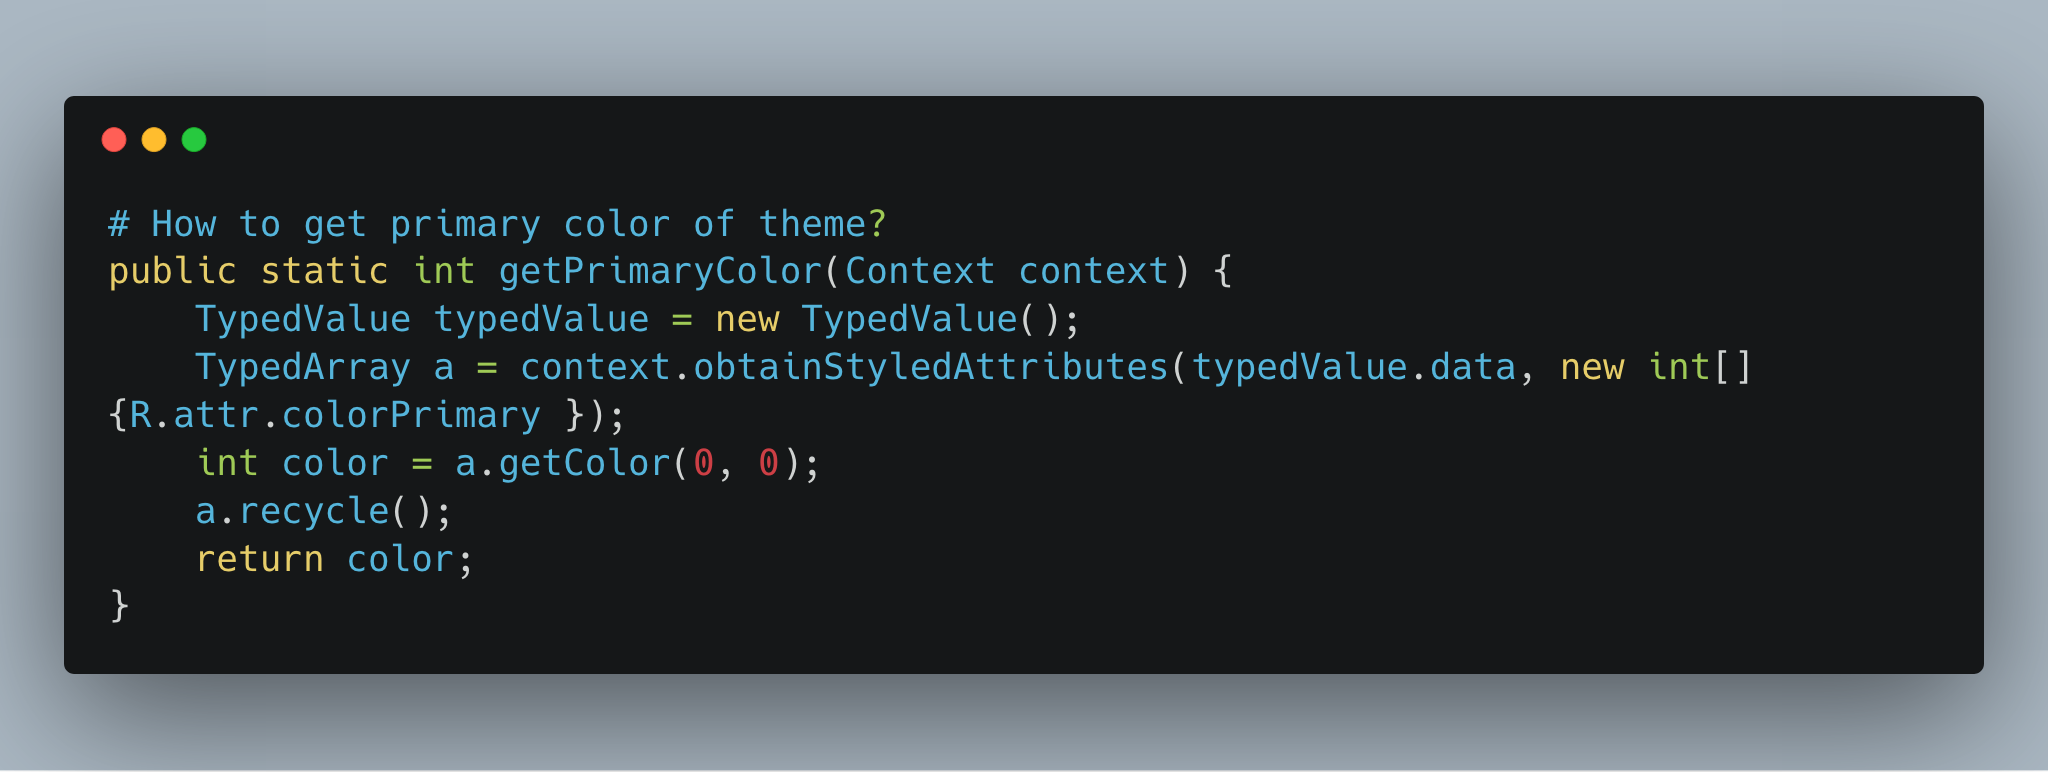 # How to get primary color of theme?
public static int getPrimaryColor(Context context) {
    TypedValue typedValue = new TypedValue();
    TypedArray a = context.obtainStyledAttributes(typedValue.data, new int[]
{R.attr.colorPrimary });
    int color = a.getColor(0, 0);
    a.recycle();
    return color;
}